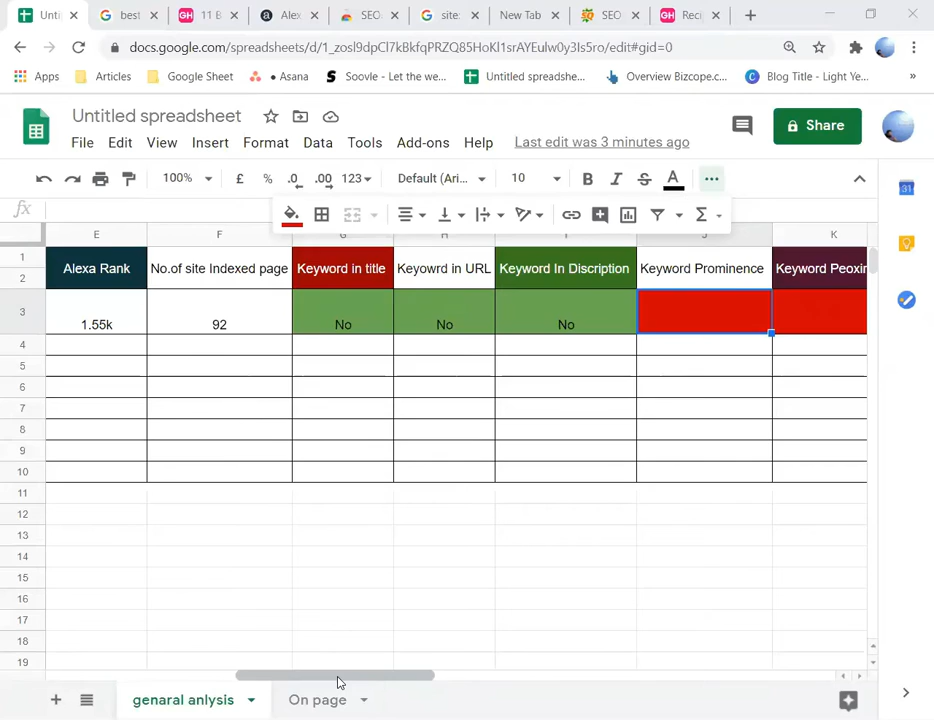 Untit
best
11 B
Alex
SEO
site:
New Tab
SEO
Reci
docs.google.com/spreadsheets/d/1_zosl9dpCl7kBkfqPRZQ85HoKl1srAYEulw0y3Is5ro/edit#gid=0
Apps Articles Google Sheet • Asana Soovle - Let the we... Untitled spreadshe... Overview Bizcope.c... Blog Title - Light Ye... »
Untitled spreadsheet
File Edit View Insert Format Data Tools Add-ons Help Last edit was 3 minutes ago
Share
100% £ % .0 .00 123 Default (Ari... 10 B I S A
fx
E F G H I J K
1 Alexa Rank No.of site Indexed page Keyword in title Keyowrd in URL Keyword In Discription Keyword Prominence Keyword Peoxin
2
3 1.55k 92 No No No
4
5
6
7
8
9
10
11
12
13
14
15
16
17
18
19
genaral anlysis On page
31